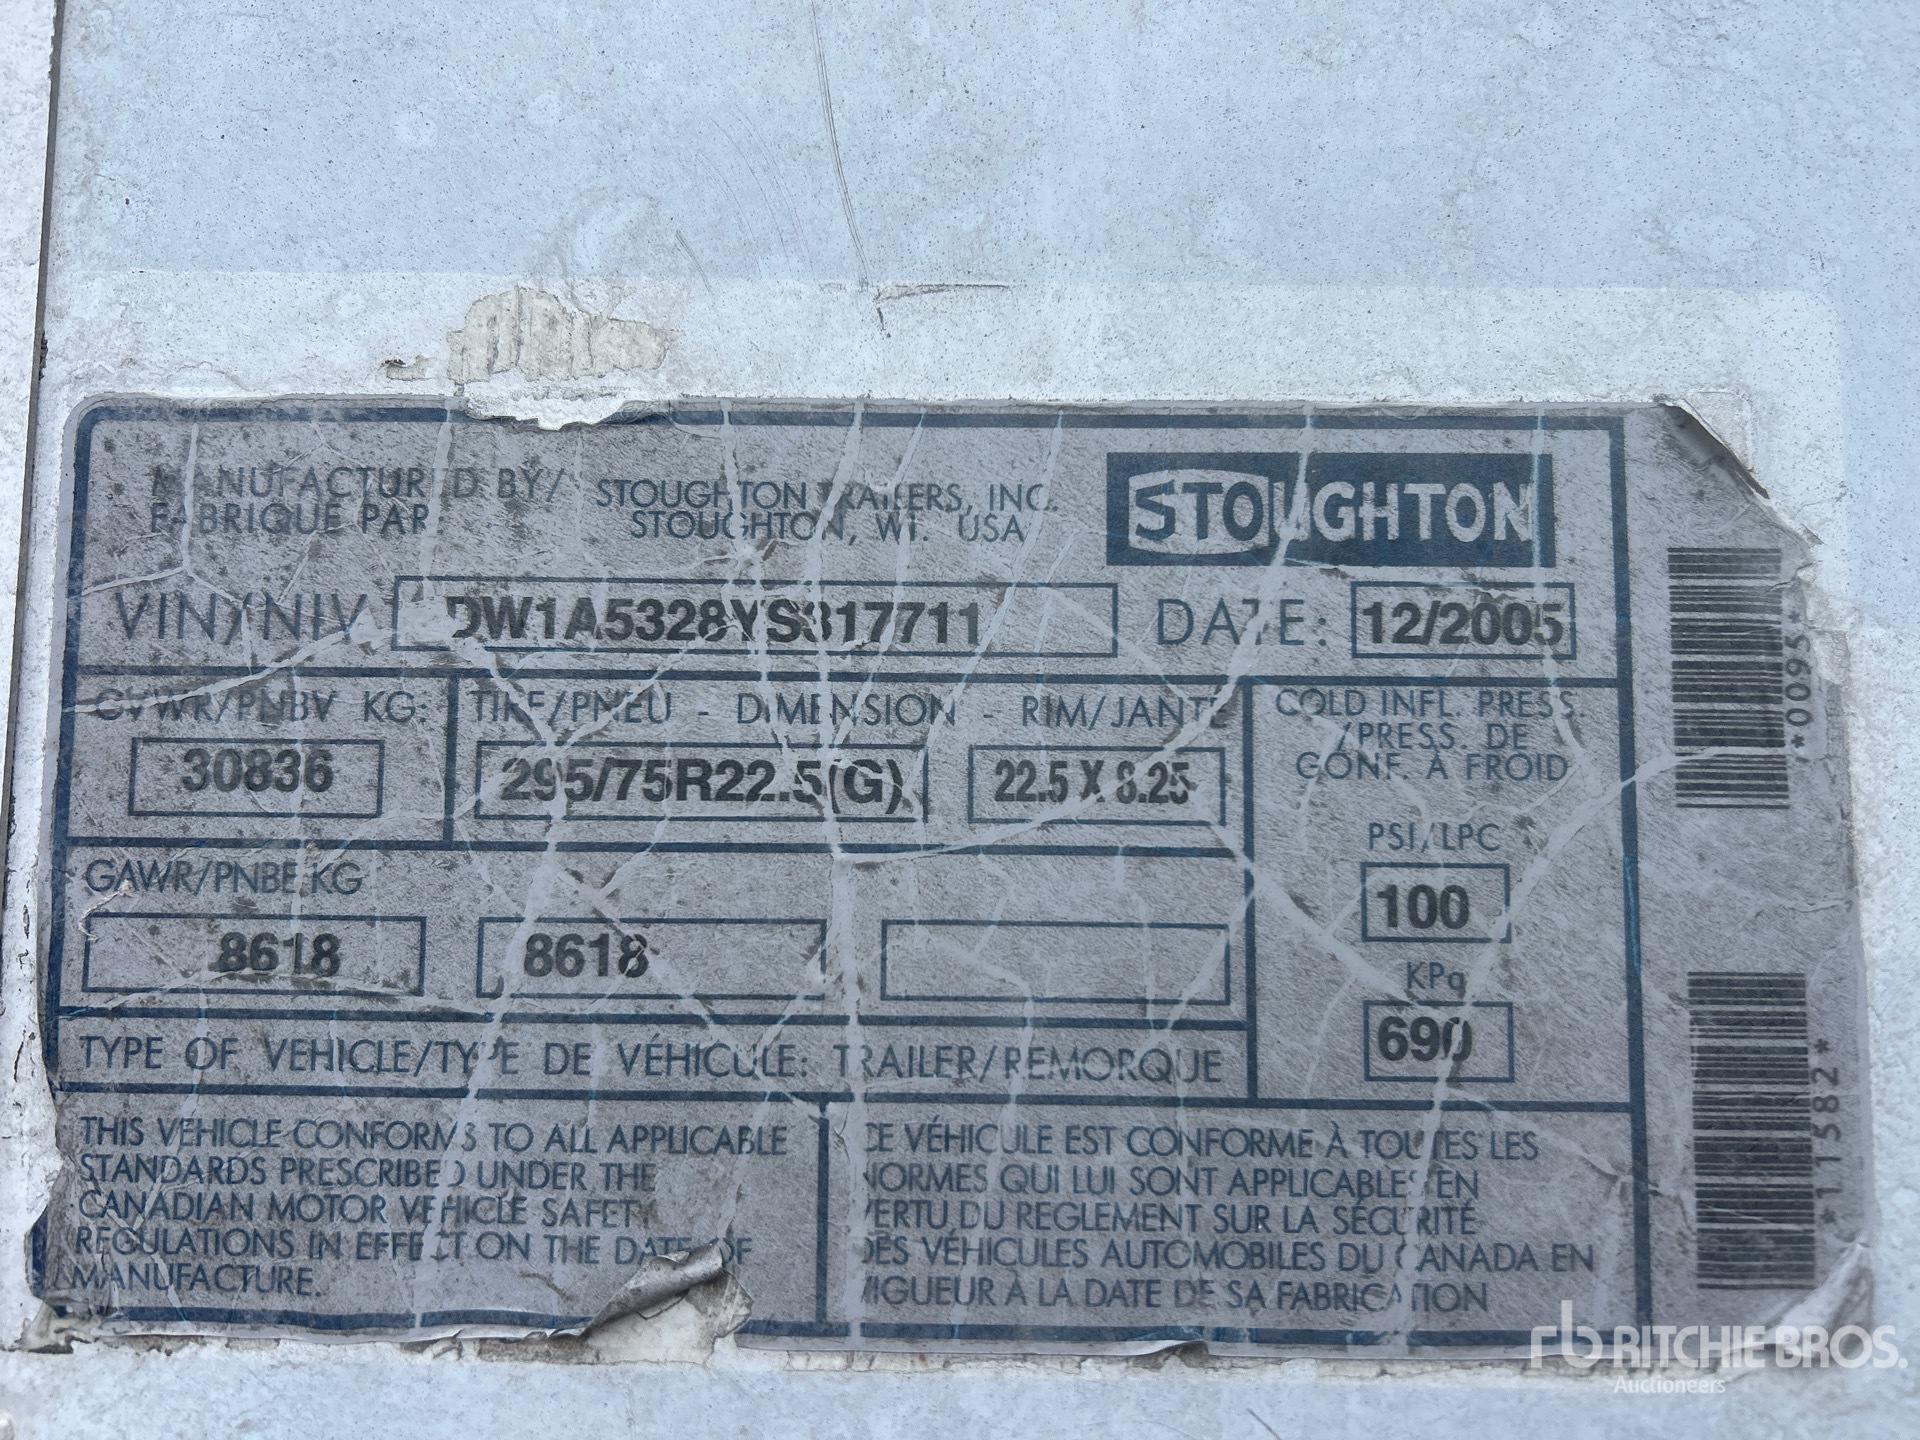 MANUFACTURED BY/
FABRIQUÉ PAR:
STOUGHTON TRAILERS, INC.
STOUGHTON, WI. USA
STOUGHTON
VIN/NIV DW1A5328YS317711 DATE: 12/2005
GVWR/PNBV KG:
30836
TIRE/PNEU - DIMENSION - RIM/JANTE
295/75R22.5(G) 22.5 X 8.25
COLD INFL. PRESS.
/PRESS. DE
GONF. À FROID
PSI/LPC
100
KPa
690
GAWR/PNBE KG
8618 8618
TYPE OF VEHICLE/TYPE DE VÉHICULE: TRAILER/REMORQUE
THIS VEHICLE CONFORMS TO ALL APPLICABLE
STANDARDS PRESCRIBED UNDER THE
CANADIAN MOTOR VEHICLE SAFETY
REGULATIONS IN EFFECT ON THE DATE OF
MANUFACTURE.
CE VÉHICULE EST CONFORME À TOUTES LES
NORMES QUI LUI SONT APPLICABLES EN
VERTU DU REGLEMENT SUR LA SÉCURITÉ
DES VÉHICULES AUTOMOBILES DU CANADA EN
VIGUEUR À LA DATE DE SA FABRICATION
*0095*
*111582*
rb RITCHIE BROS.
Auctioneers